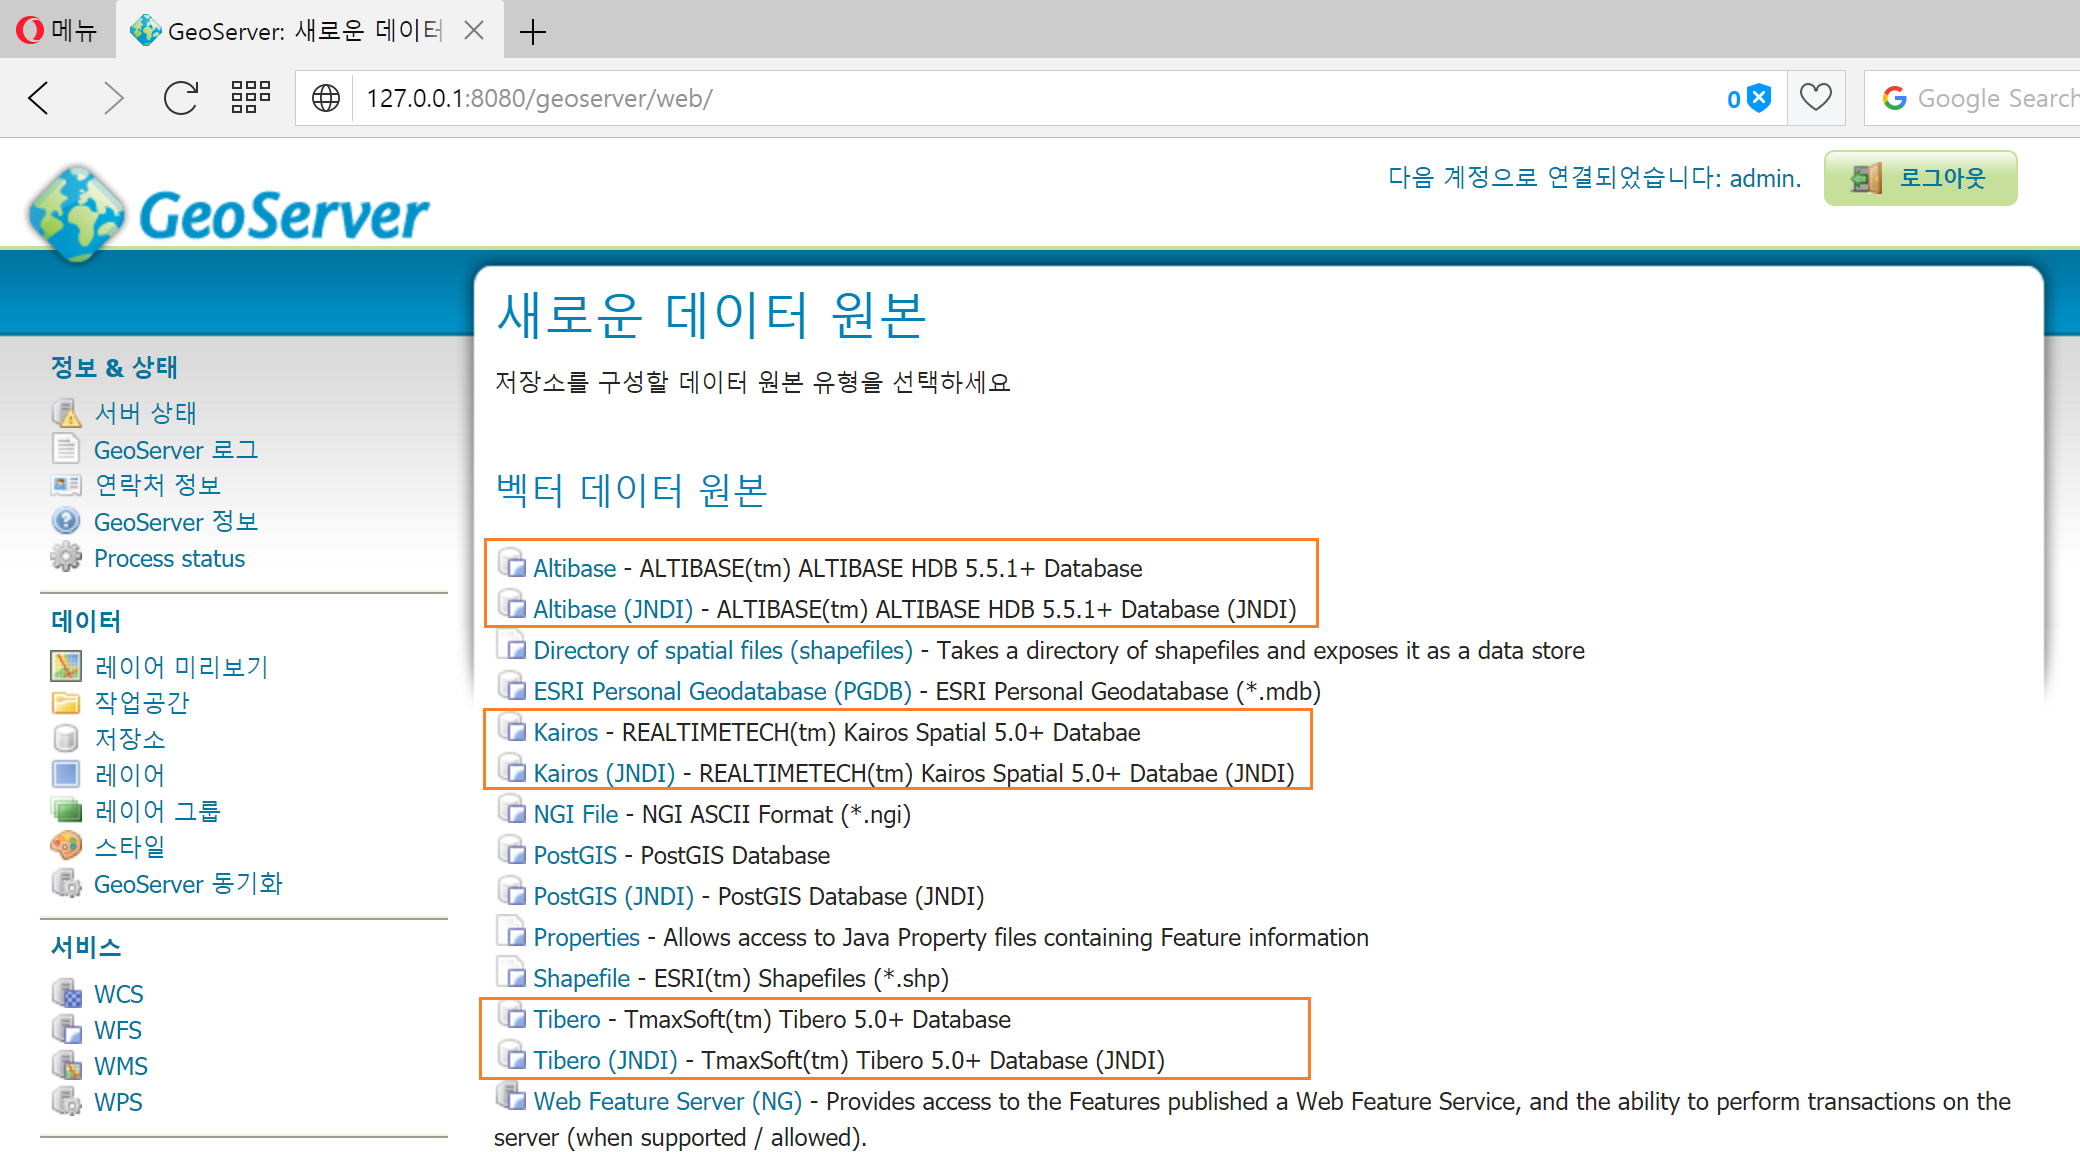 메뉴
GeoServer: 새로운 데이터
127.0.0.1:8080/geoserver/web/
0
Google Search
GeoServer
다음 계정으로 연결되었습니다: admin.
로그아웃
정보 & 상태
서버 상태
GeoServer 로그
연락처 정보
GeoServer 정보
Process status
데이터
레이어 미리보기
작업공간
저장소
레이어
레이어 그룹
스타일
GeoServer 동기화
서비스
WCS
WFS
WMS
WPS
새로운 데이터 원본
저장소를 구성할 데이터 원본 유형을 선택하세요
벡터 데이터 원본
Altibase - ALTIBASE(tm) ALTIBASE HDB 5.5.1+ Database
Altibase (JNDI) - ALTIBASE(tm) ALTIBASE HDB 5.5.1+ Database (JNDI)
Directory of spatial files (shapefiles) - Takes a directory of shapefiles and exposes it as a data store
ESRI Personal Geodatabase (PGDB) - ESRI Personal Geodatabase (*.mdb)
Kairos - REALTIMETECH(tm) Kairos Spatial 5.0+ Databae
Kairos (JNDI) - REALTIMETECH(tm) Kairos Spatial 5.0+ Databae (JNDI)
NGI File - NGI ASCII Format (*.ngi)
PostGIS - PostGIS Database
PostGIS (JNDI) - PostGIS Database (JNDI)
Properties - Allows access to Java Property files containing Feature information
Shapefile - ESRI(tm) Shapefiles (*.shp)
Tibero - TmaxSoft(tm) Tibero 5.0+ Database
Tibero (JNDI) - TmaxSoft(tm) Tibero 5.0+ Database (JNDI)
Web Feature Server (NG) - Provides access to the Features published a Web Feature Service, and the ability to perform transactions on the
server (when supported / allowed).